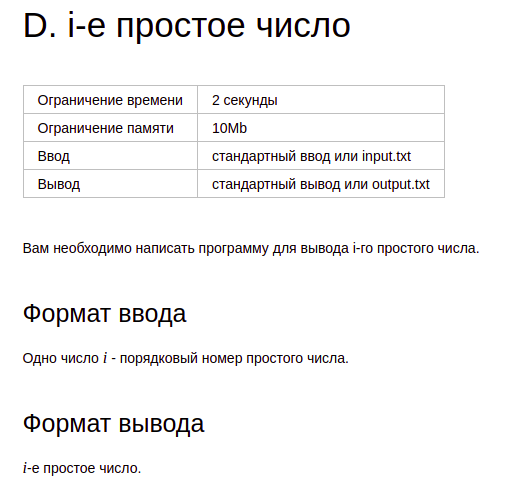 D. i-е простое число
Ограничение времени 2 секунды
Ограничение памяти 10Mb
Ввод стандартный ввод или input.txt
Вывод стандартный вывод или output.txt
Вам необходимо написать программу для вывода i-го простого числа.
Формат ввода
Одно число i - порядковый номер простого числа.
Формат вывода
i-е простое число.